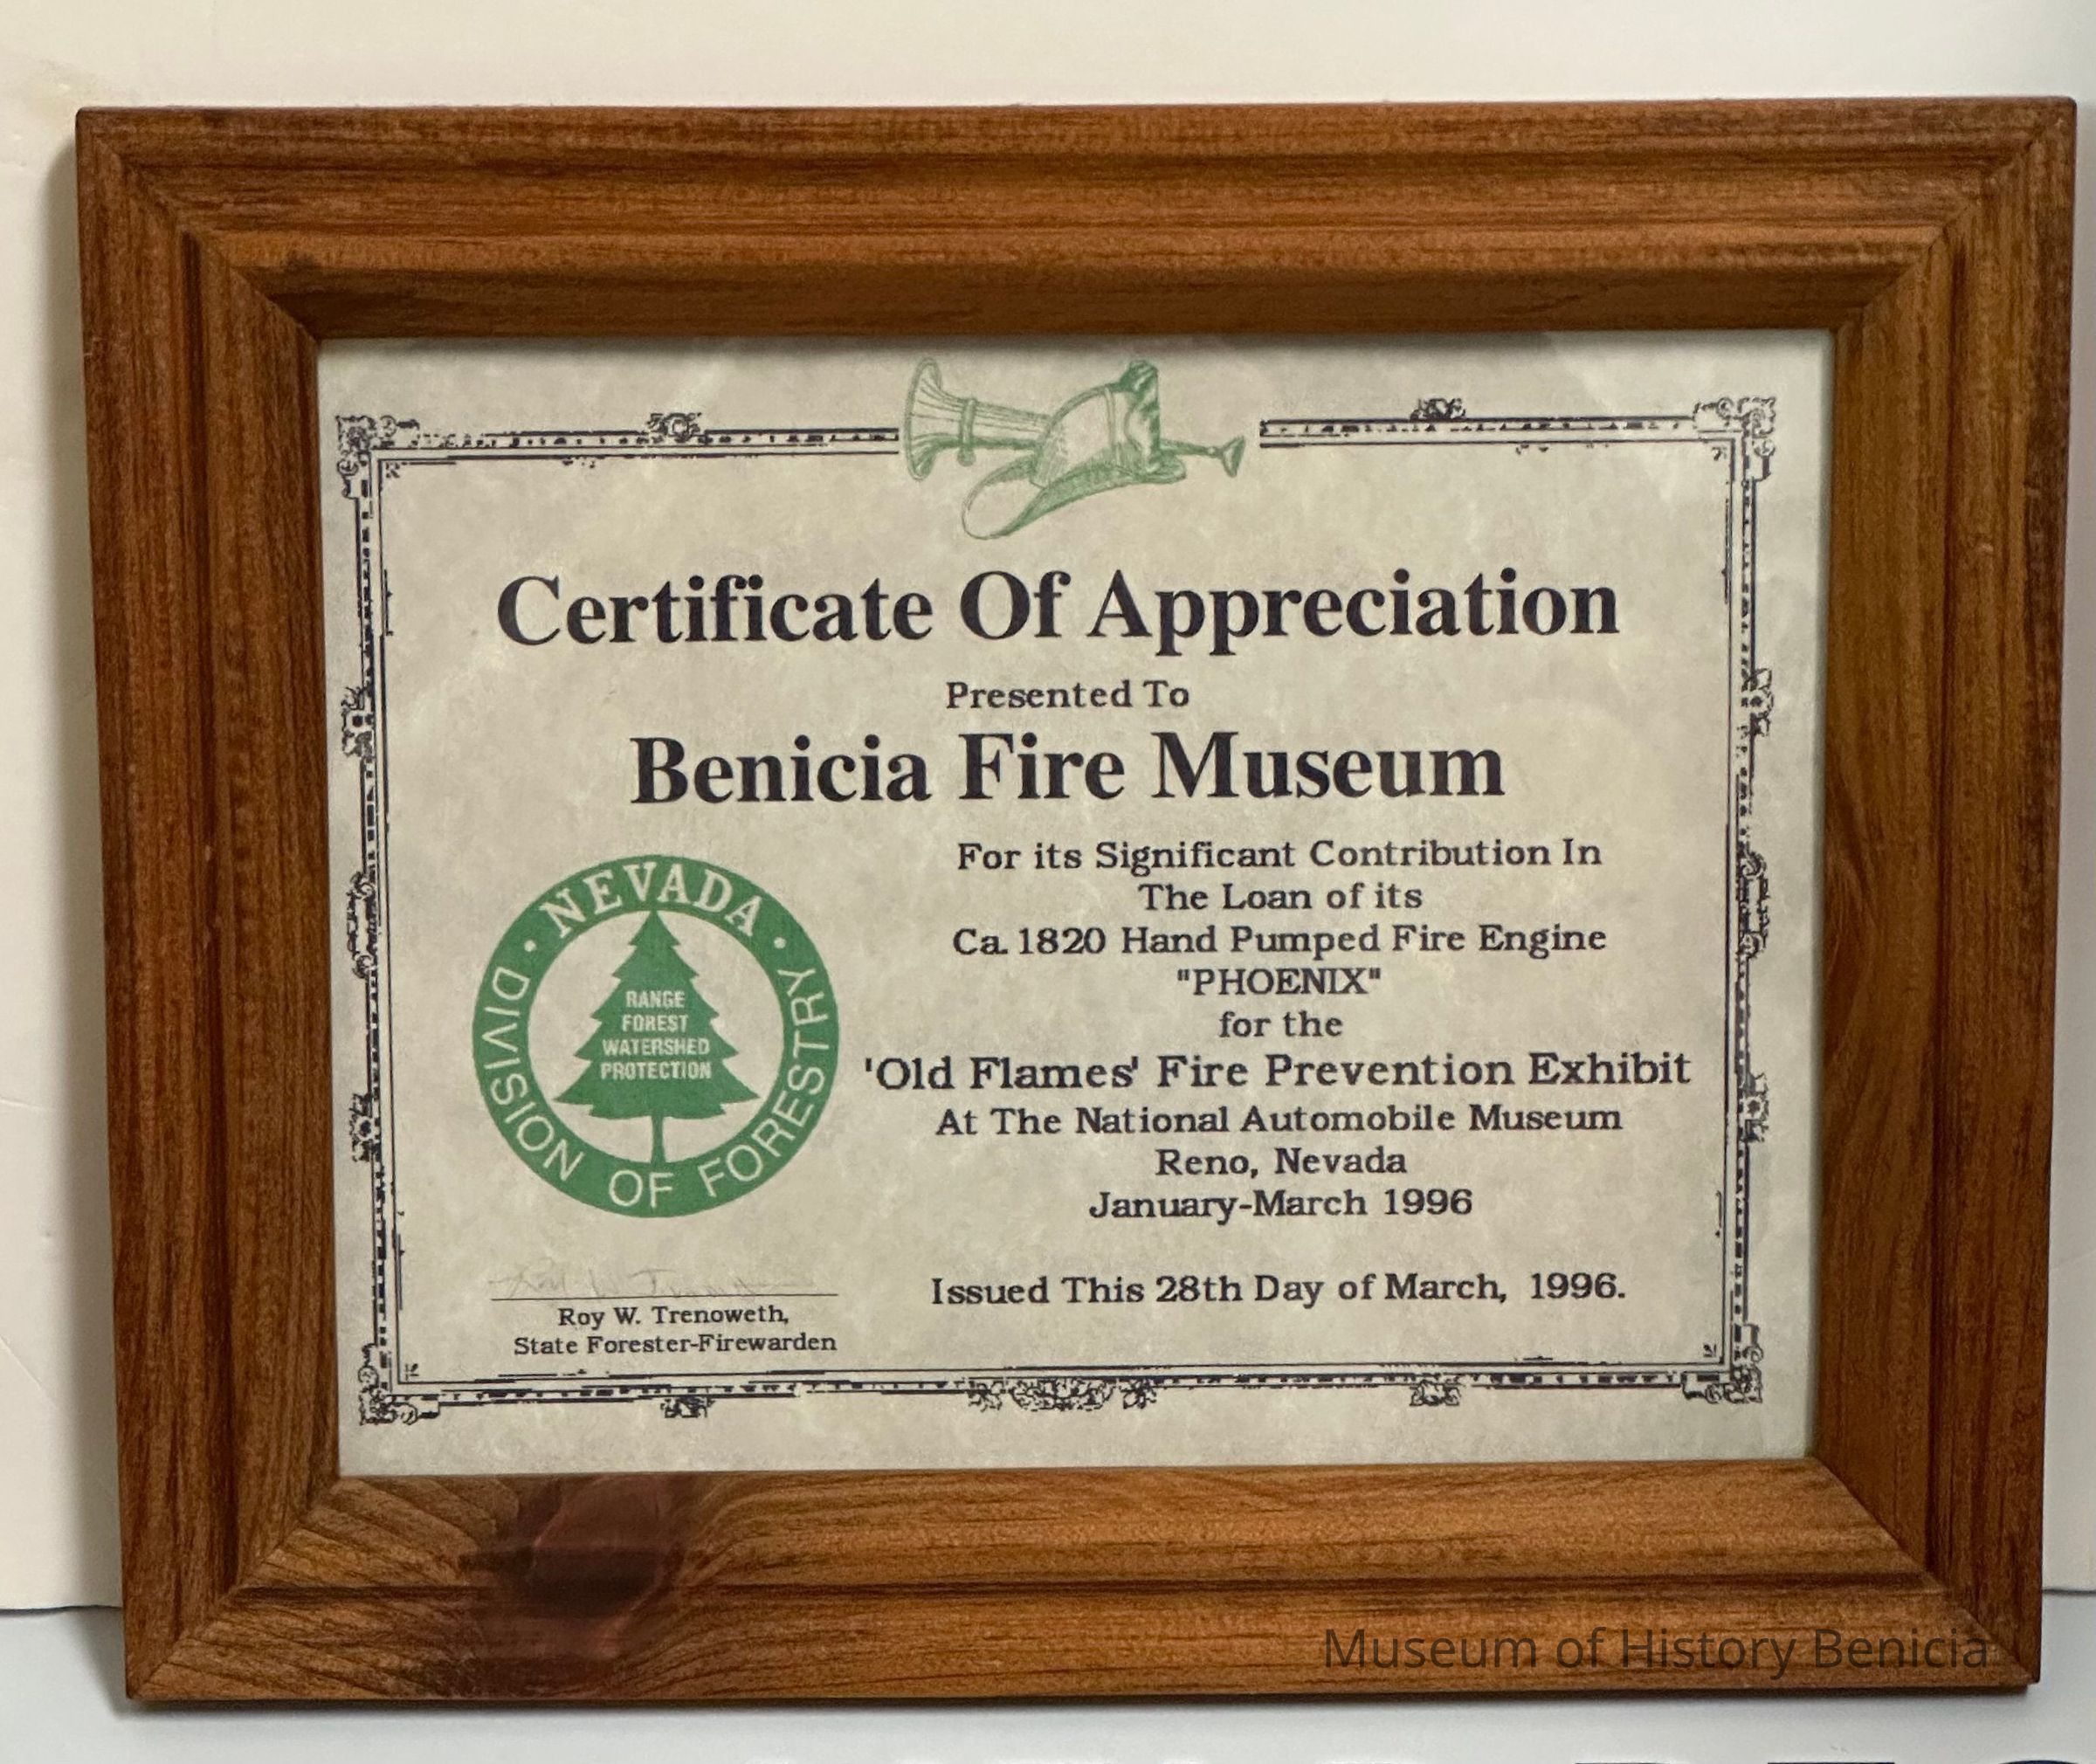 Certificate Of Appreciation
Presented To
Benicia Fire Museum
For its Significant Contribution In
The Loan of its
Ca. 1820 Hand Pumped Fire Engine
"PHOENIX"
for the
'Old Flames' Fire Prevention Exhibit
At The National Automobile Museum
Reno, Nevada
January-March 1996
Issued This 28th Day of March, 1996.
• NEVADA •
DIVISION OF FORESTRY
RANGE
FOREST
WATERSHED
PROTECTION
Roy W. Trenoweth,
State Forester-Firewarden
Museum of History Benicia